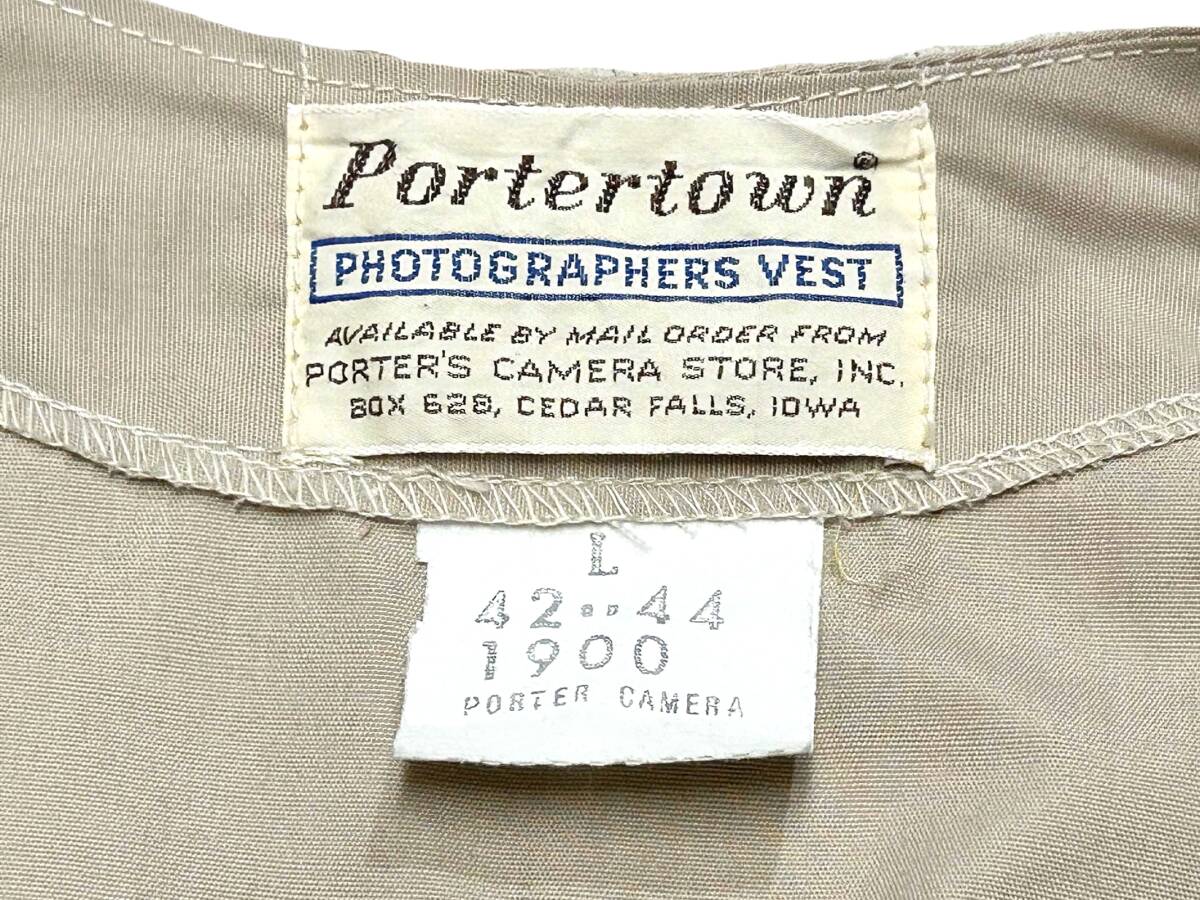 Portertown®
PHOTOGRAPHERS VEST
AVAILABLE BY MAIL ORDER FROM
PORTER'S CAMERA STORE, INC.
BOX 628, CEDAR FALLS, IOWA
L
42--44
1900
PORTER CAMERA